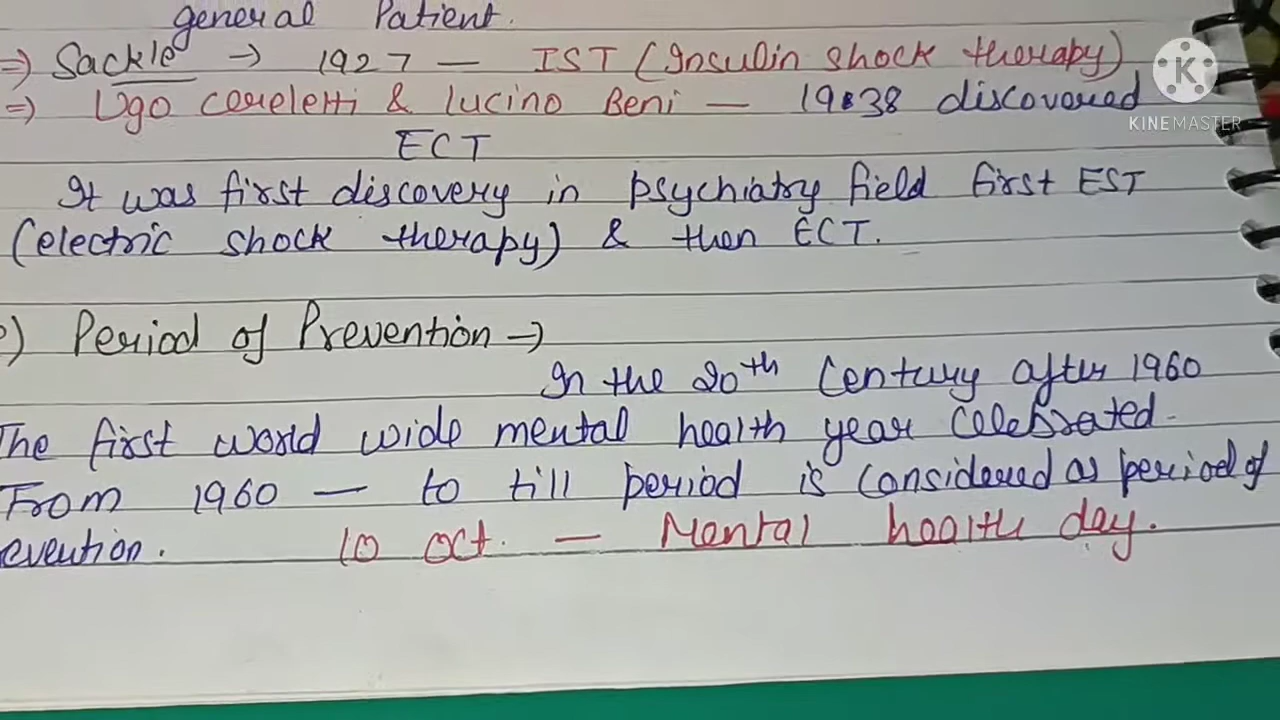 general Patient.
⇒ Sackle → 1927 — IST (Insulin shock therapy)
⇒ Ugo cereletti & Lucino Beni — 1938 discovered
ECT
It was first discovery in psychiatry field first EST
(electric shock therapy) & then ECT.
) Period of Prevention →
In the 20th Century after 1960
The first world wide mental health year celebrated.
From 1960 — to till period is considered as period of
evention. 10 oct. — Mental health day.
K
KINEMASTER